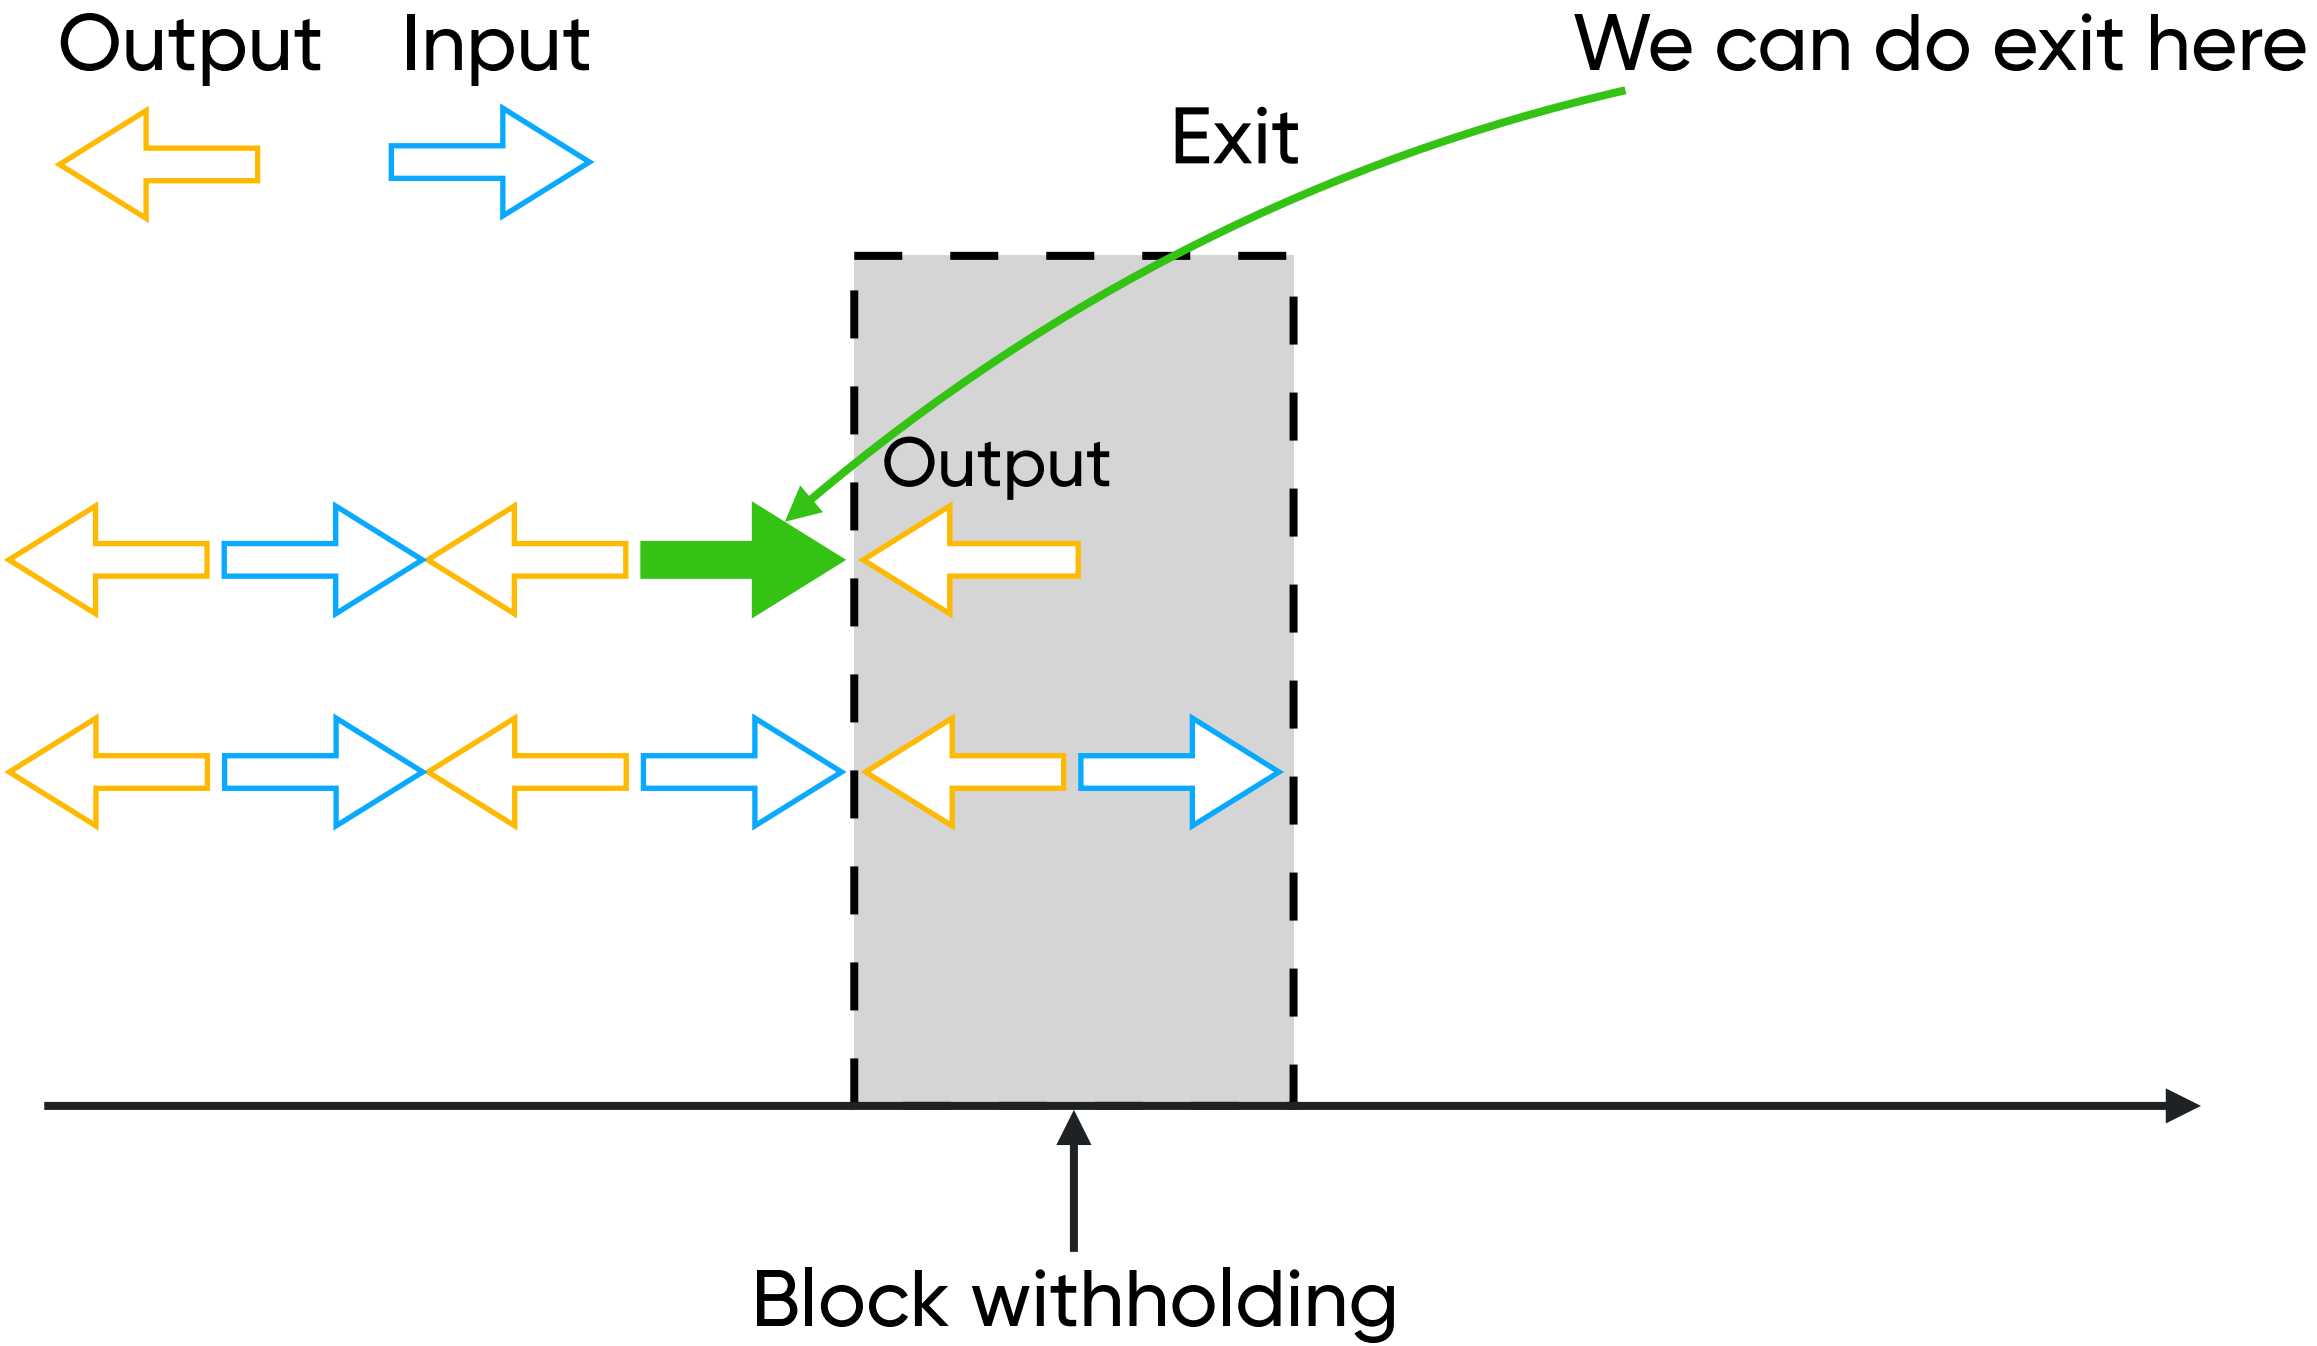 Output
Input
We can do exit here
Exit
Output
Block withholding